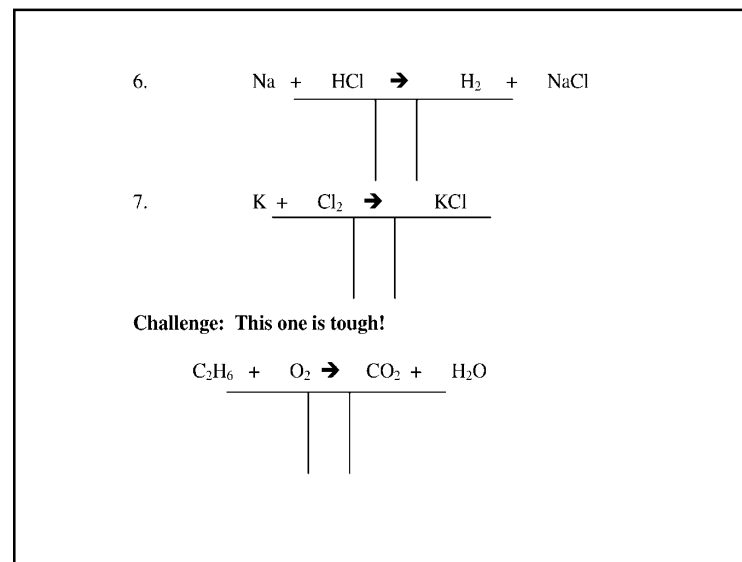 6. Na + HCl ➔ H₂ + NaCl
7. K + Cl₂ ➔ KCl
Challenge: This one is tough!
C₂H₆ + O₂ ➔ CO₂ + H₂O